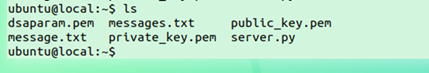 ubuntu@local:~$ ls
dsaparam.pem  messages.txt     public_key.pem
message.txt   private_key.pem  server.py
ubuntu@local:~$